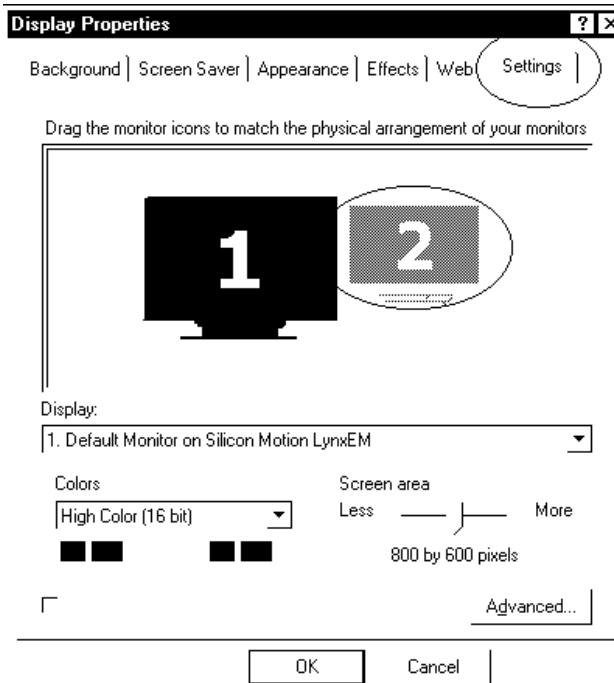 Display Properties ? ×
Background Screen Saver Appearance Effects Web Settings
Drag the monitor icons to match the physical arrangement of your monitors
1 2
Display:
1. Default Monitor on Silicon Motion LynxEM
Colors Screen area
High Color (16 bit) Less More
800 by 600 pixels
Advanced...
OK Cancel